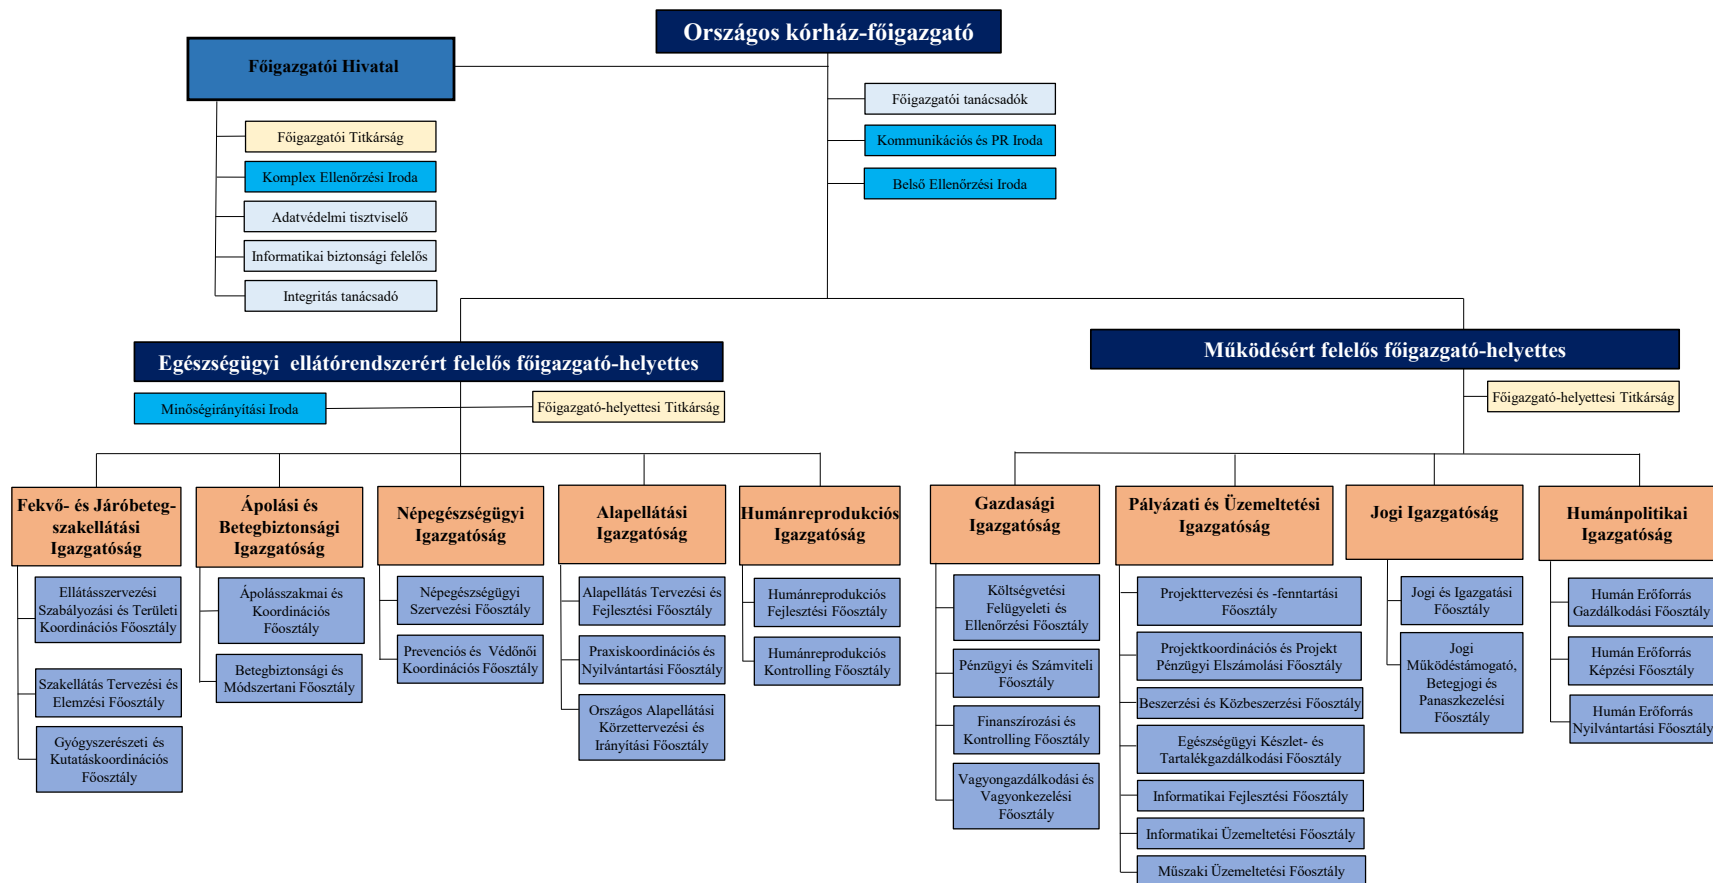 Országos kórház-főigazgató
Főigazgatói Hivatal
Főigazgatói Titkárság
Komplex Ellenőrzési Iroda
Adatvédelmi tisztviselő
Informatikai biztonsági felelős
Integritás tanácsadó
Főigazgatói tanácsadók
Kommunikációs és PR Iroda
Belső Ellenőrzési Iroda
Egészségügyi ellátórendszerért felelős főigazgató-helyettes
Minőségirányítási Iroda
Főigazgató-helyettesi Titkárság
Működésért felelős főigazgató-helyettes
Főigazgató-helyettesi Titkárság
Fekvő- és Járóbeteg-
szakellátási
Igazgatóság
Ellátásszervezési
Szabályozási és Területi
Koordinációs Főosztály
Szakellátás Tervezési és
Elemzési Főosztály
Gyógyszerészeti és
Kutatáskoordinációs
Főosztály
Ápolási és
Betegbiztonsági
Igazgatóság
Ápolásszakmai és
Koordinációs
Főosztály
Betegbiztonsági és
Módszertani Főosztály
Népegészségügyi
Igazgatóság
Népegészségügyi
Szervezési Főosztály
Prevenciós és Védőnői
Koordinációs Főosztály
Alapellátási
Igazgatóság
Alapellátás Tervezési és
Fejlesztési Főosztály
Praxiskoordinációs és
Nyilvántartási Főosztály
Országos Alapellátási
Körzettervezési és
Irányítási Főosztály
Humánreprodukciós
Igazgatóság
Humánreprodukciós
Fejlesztési Főosztály
Humánreprodukciós
Kontrolling Főosztály
Gazdasági
Igazgatóság
Költségvetési
Felügyeleti és
Ellenőrzési Főosztály
Pénzügyi és Számviteli
Főosztály
Finanszírozási és
Kontrolling Főosztály
Vagyongazdálkodási és
Vagyonkezelési
Főosztály
Pályázati és Üzemeltetési
Igazgatóság
Projekttervezési és -fenntartási
Főosztály
Projektkoordinációs és Projekt
Pénzügyi Elszámolási Főosztály
Beszerzési és Közbeszerzési Főosztály
Egészségügyi Készlet- és
Tartalékgazdálkodási Főosztály
Informatikai Fejlesztési Főosztály
Informatikai Üzemeltetési Főosztály
Műszaki Üzemeltetési Főosztály
Jogi Igazgatóság
Jogi és Igazgatási
Főosztály
Jogi
Működéstámogató,
Betegjogi és
Panaszkezelési
Főosztály
Humánpolitikai
Igazgatóság
Humán Erőforrás
Gazdálkodási Főosztály
Humán Erőforrás
Képzési Főosztály
Humán Erőforrás
Nyilvántartási Főosztály